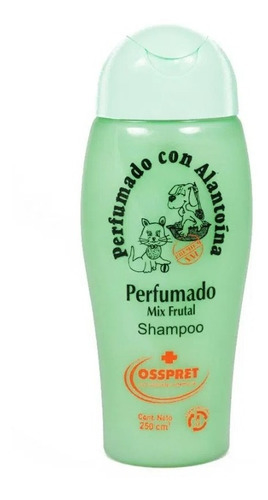 Perfumado con Alantoína
Perfumado
Mix Frutal
Shampoo
OSSPRET
Cont. Neto
250 cm³